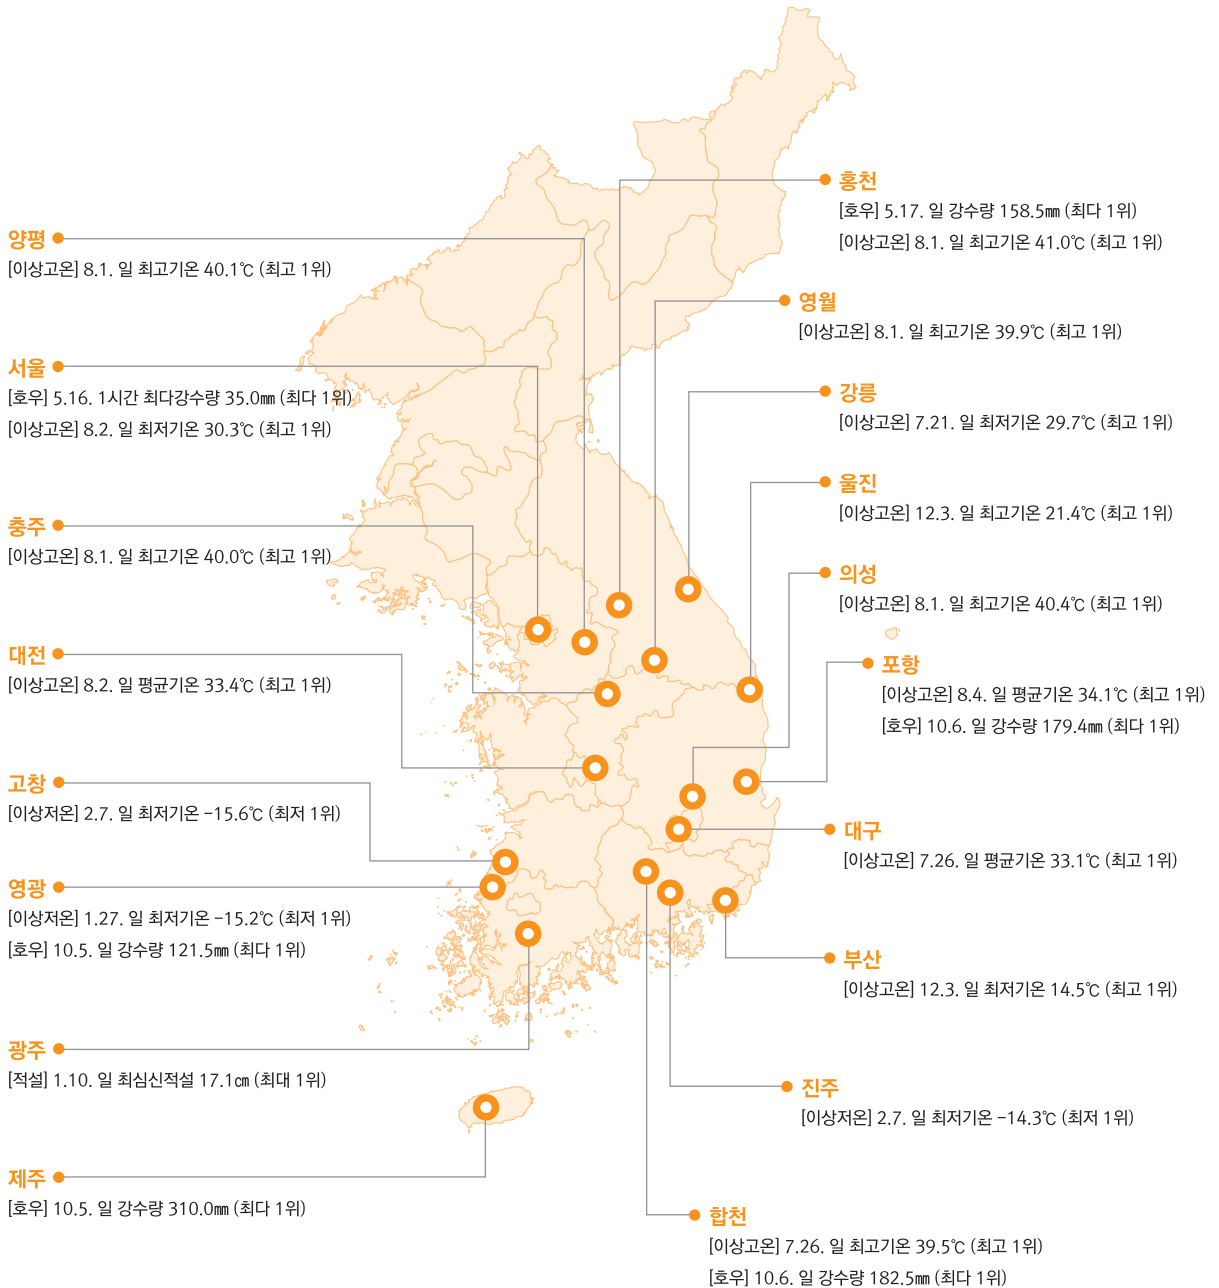 양평
[이상고온] 8.1. 일 최고기온 40.1℃ (최고 1위)
서울
[호우] 5.16. 1시간 최다강수량 35.0㎜ (최다 1위)
[이상고온] 8.2. 일 최저기온 30.3℃ (최고 1위)
충주
[이상고온] 8.1. 일 최고기온 40.0℃ (최고 1위)
대전
[이상고온] 8.2. 일 평균기온 33.4℃ (최고 1위)
고창
[이상저온] 2.7. 일 최저기온 -15.6℃ (최저 1위)
영광
[이상저온] 1.27. 일 최저기온 -15.2℃ (최저 1위)
[호우] 10.5. 일 강수량 121.5㎜ (최다 1위)
광주
[적설] 1.10. 일 최심신적설 17.1㎝ (최대 1위)
제주
[호우] 10.5. 일 강수량 310.0㎜ (최다 1위)
홍천
[호우] 5.17. 일 강수량 158.5㎜ (최다 1위)
[이상고온] 8.1. 일 최고기온 41.0℃ (최고 1위)
영월
[이상고온] 8.1. 일 최고기온 39.9℃ (최고 1위)
강릉
[이상고온] 7.21. 일 최저기온 29.7℃ (최고 1위)
울진
[이상고온] 12.3. 일 최고기온 21.4℃ (최고 1위)
의성
[이상고온] 8.1. 일 최고기온 40.4℃ (최고 1위)
포항
[이상고온] 8.4. 일 평균기온 34.1℃ (최고 1위)
[호우] 10.6. 일 강수량 179.4㎜ (최다 1위)
대구
[이상고온] 7.26. 일 평균기온 33.1℃ (최고 1위)
부산
[이상고온] 12.3. 일 최저기온 14.5℃ (최고 1위)
진주
[이상저온] 2.7. 일 최저기온 -14.3℃ (최저 1위)
합천
[이상고온] 7.26. 일 최고기온 39.5℃ (최고 1위)
[호우] 10.6. 일 강수량 182.5㎜ (최다 1위)